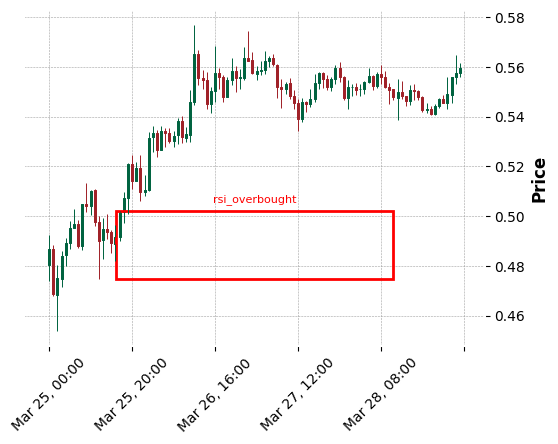 0.58
0.56
0.54
0.52
0.50
0.48
0.46
Price
rsi_overbought
Mar 25, 00:00
Mar 25, 20:00
Mar 26, 16:00
Mar 27, 12:00
Mar 28, 08:00